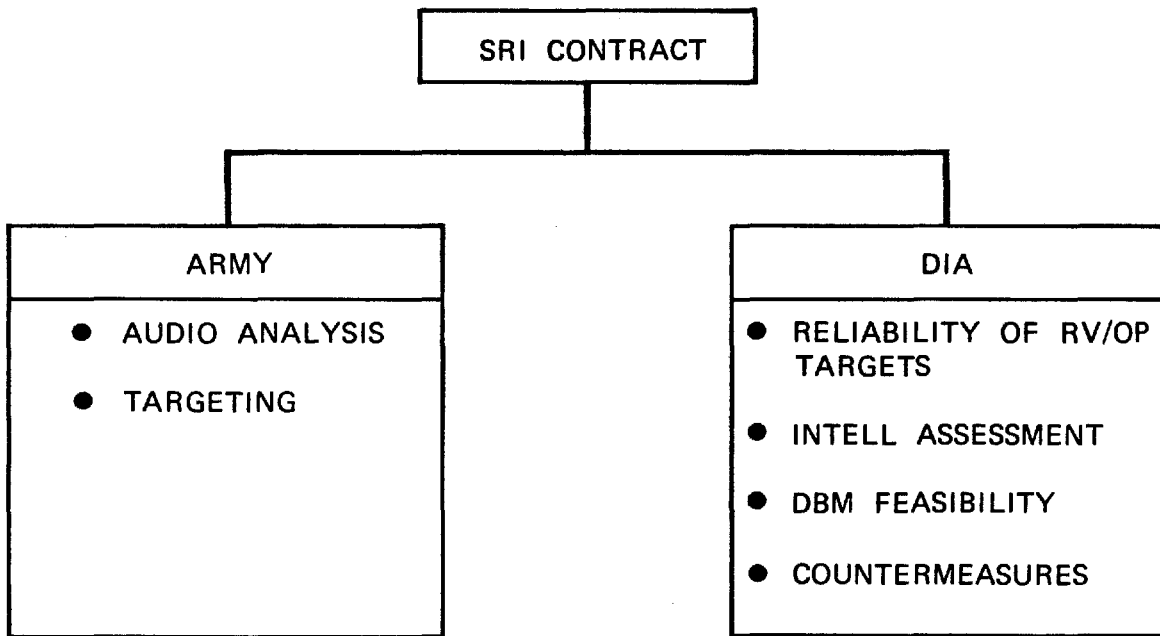 SRI CONTRACT
ARMY
● AUDIO ANALYSIS
● TARGETING
DIA
● RELIABILITY OF RV/OP
TARGETS
● INTELL ASSESSMENT
● DBM FEASIBILITY
● COUNTERMEASURES